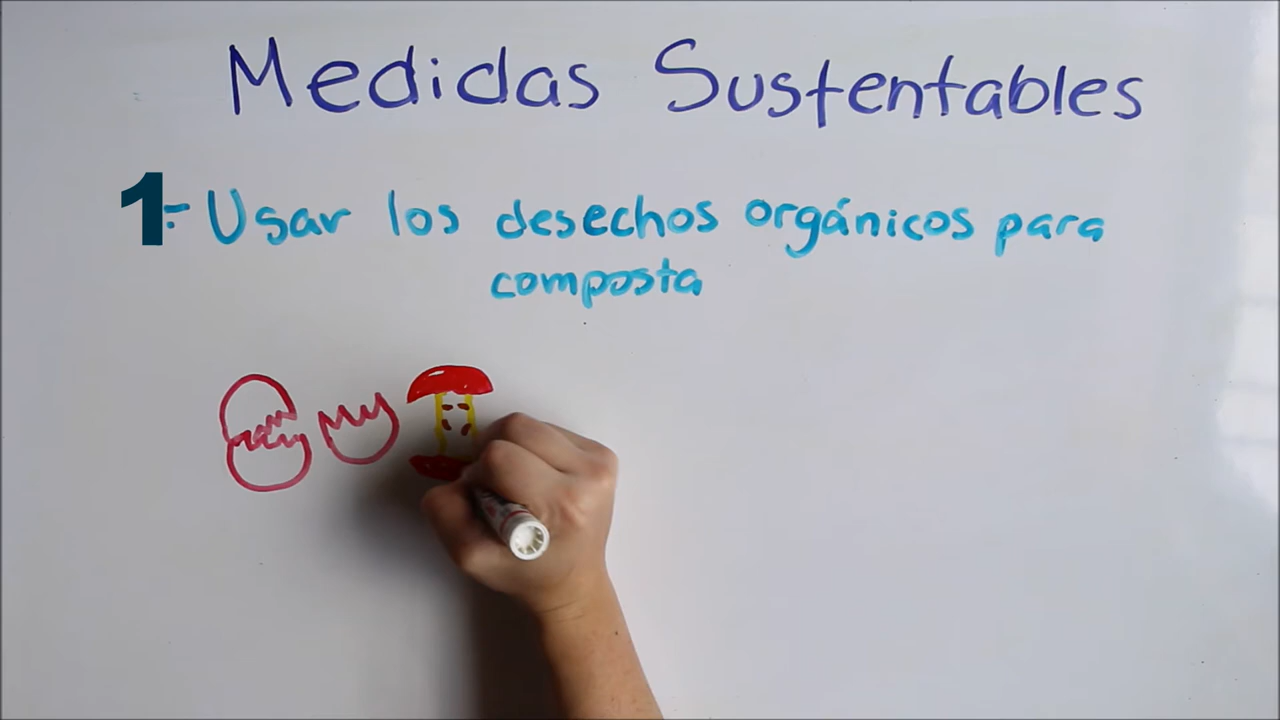 Medidas Sustentables
1.- Usar los desechos orgánicos para
composta